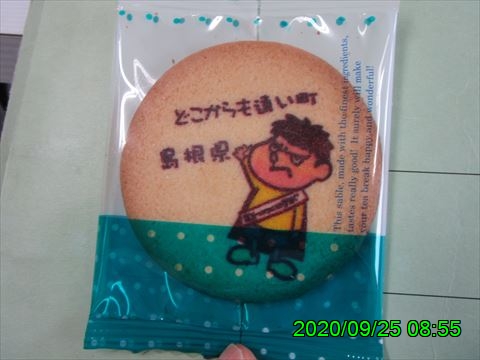 どこからも遠い町
島根県
This sable, made with the finest ingredients,
tastes really good! It surely will make
your tea break happy and wonderful!
2020/09/25 08:55